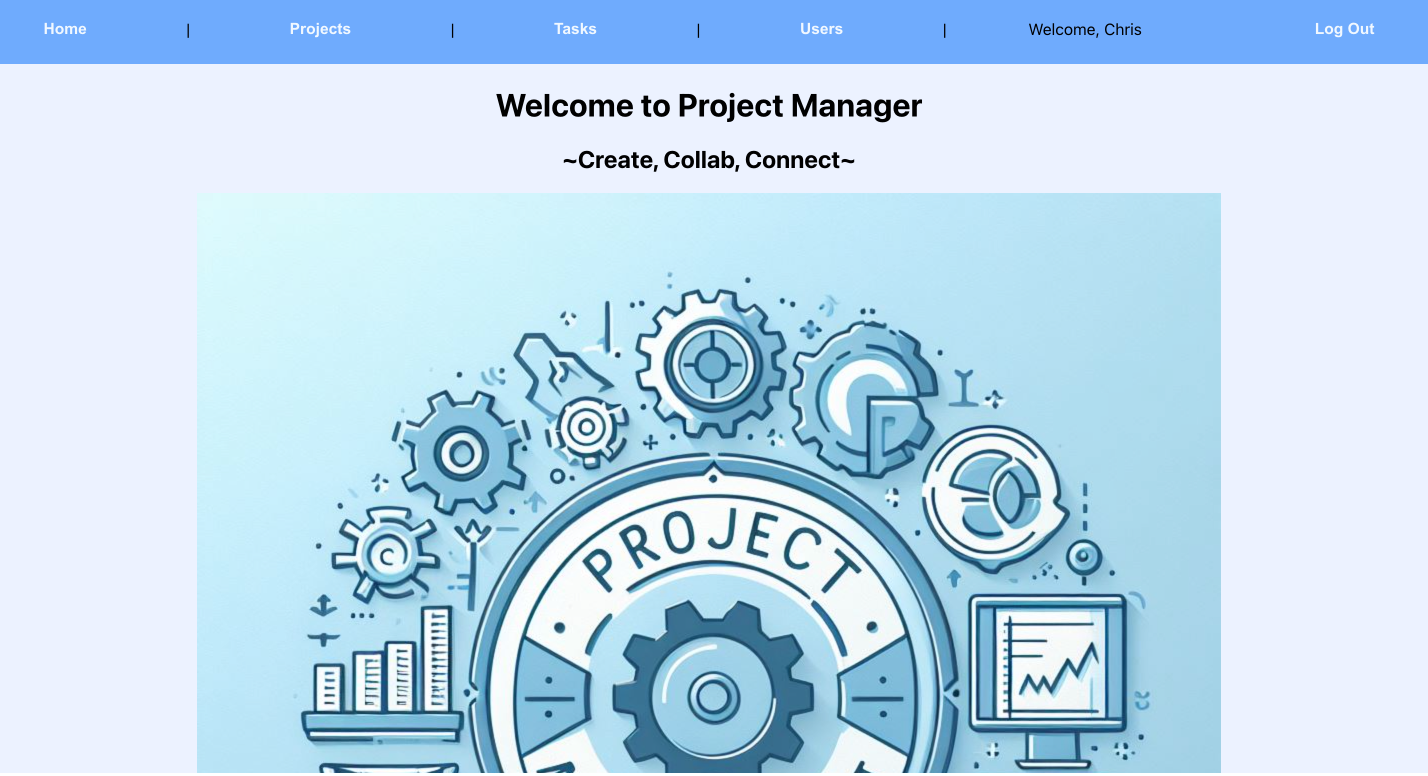 Home | Projects | Tasks | Users | Welcome, Chris Log Out
Welcome to Project Manager
~Create, Collab, Connect~
PROJECT